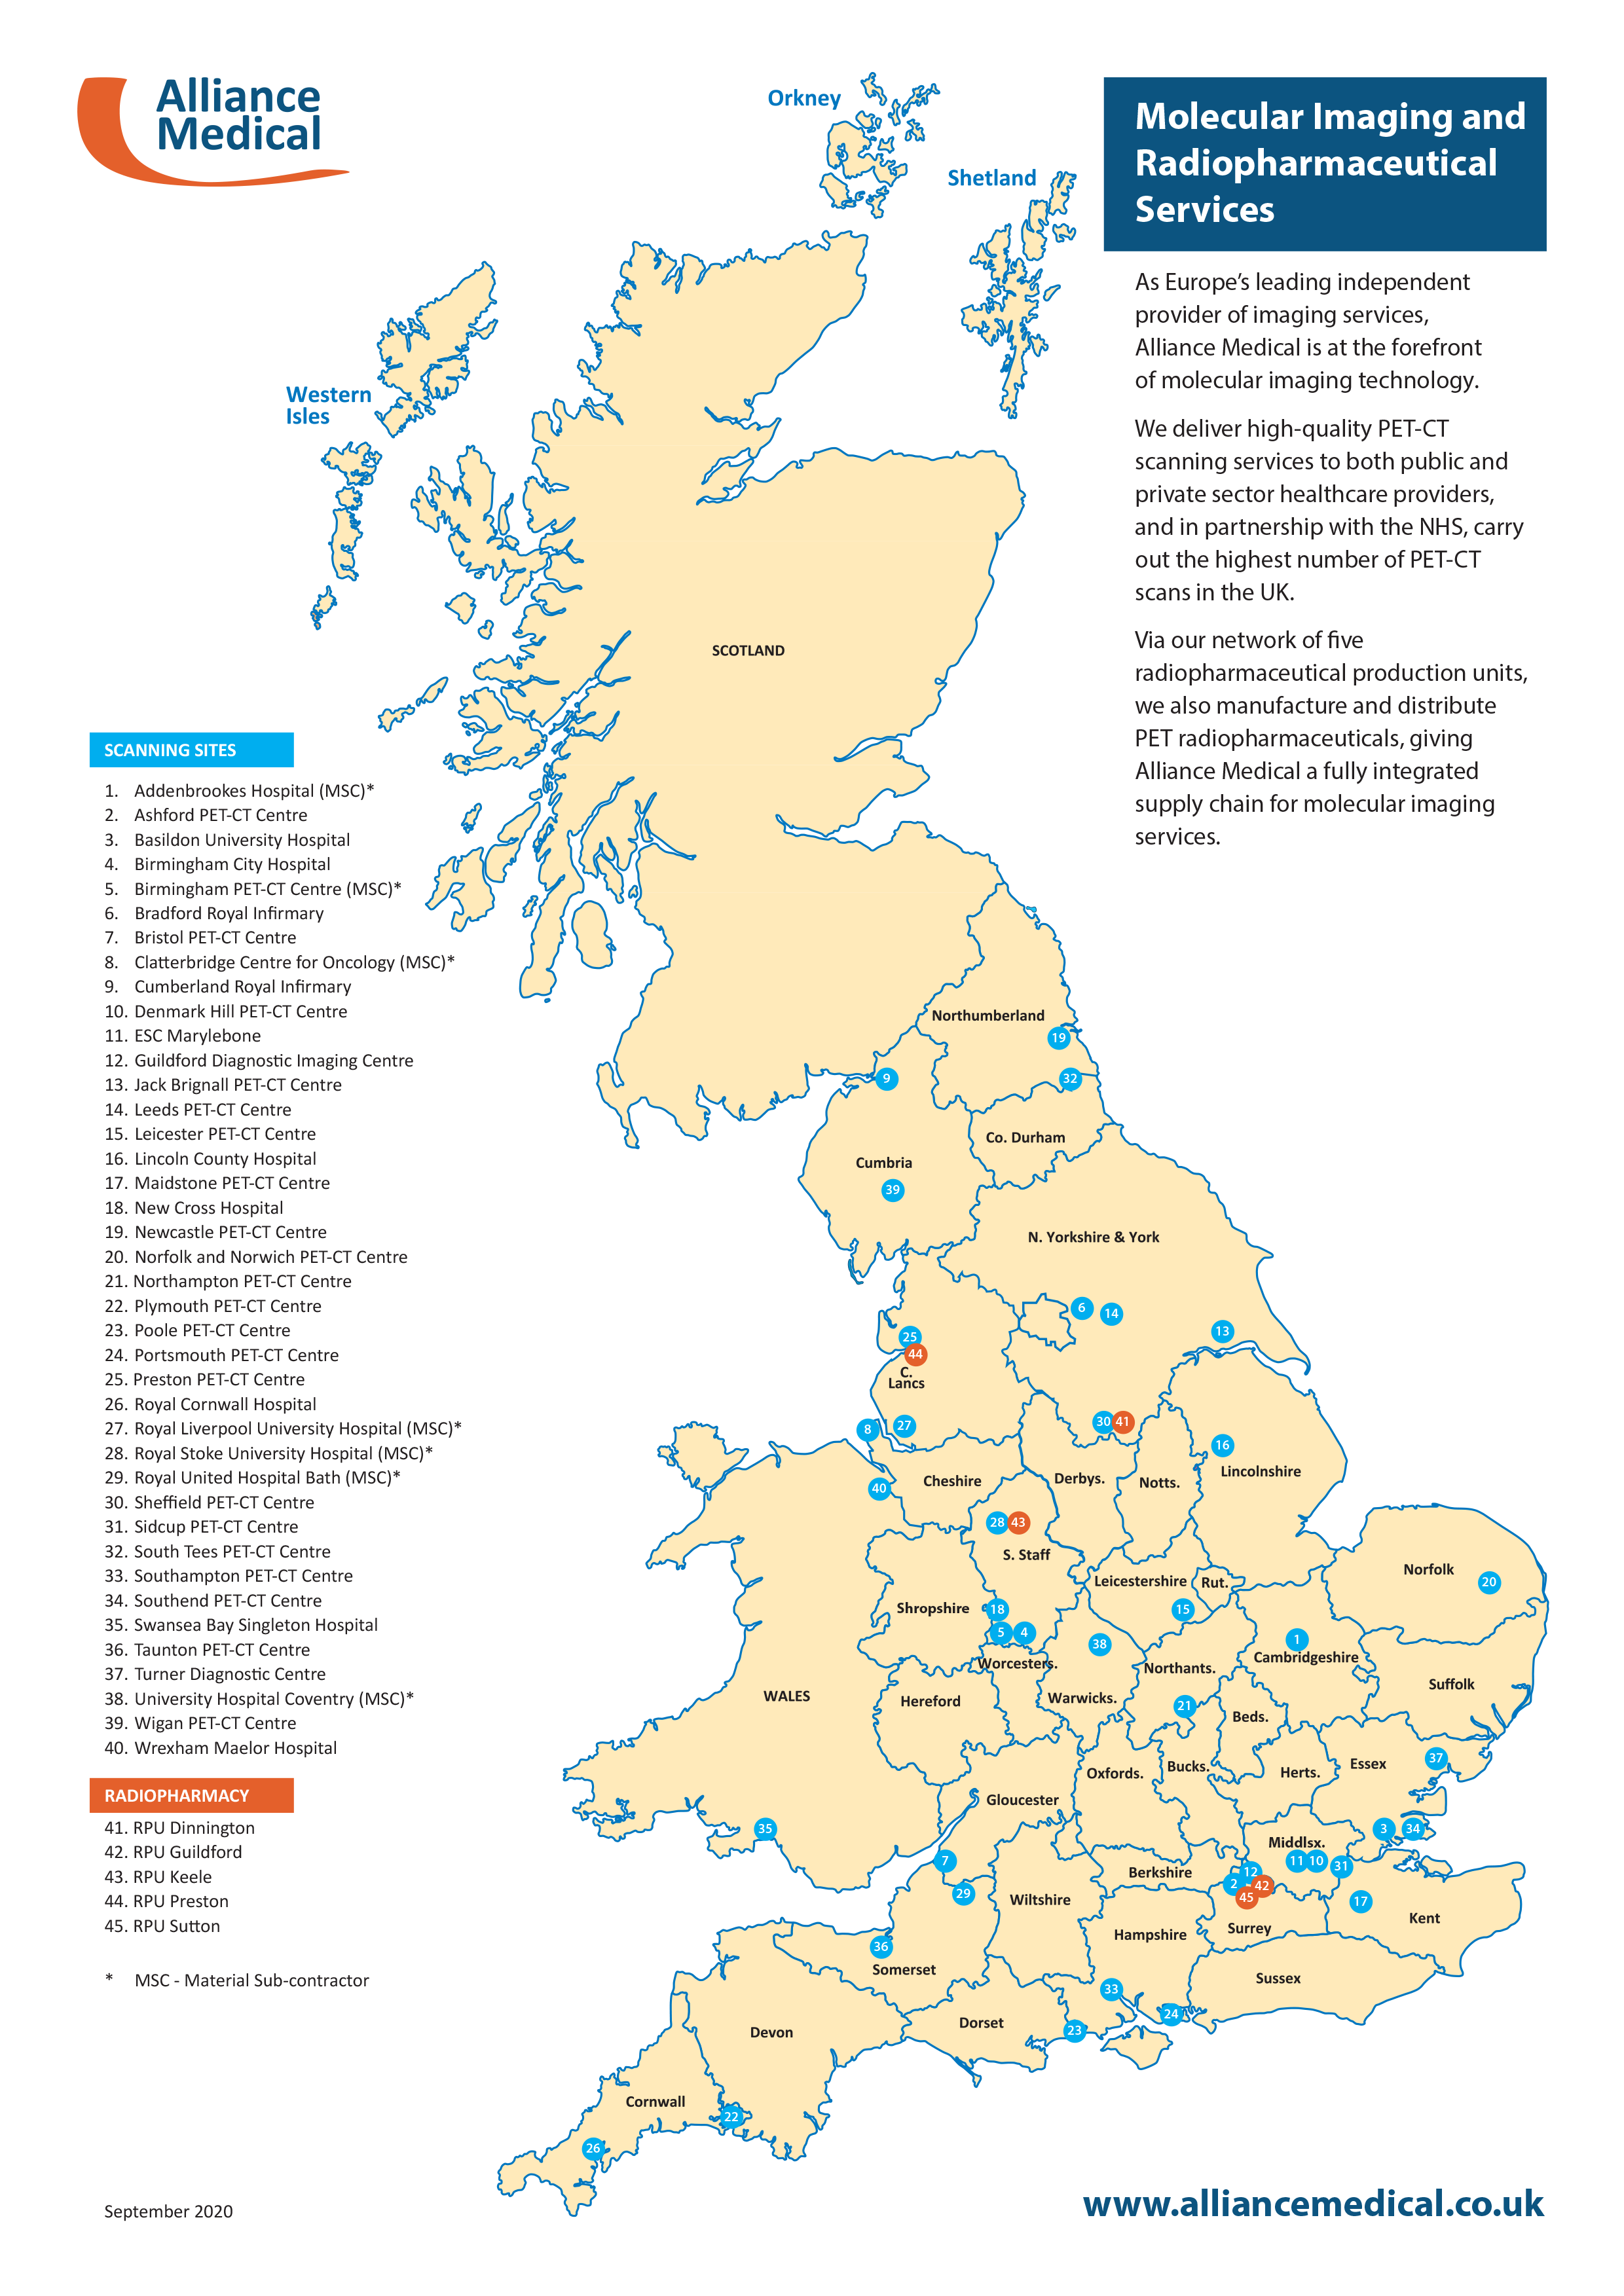 Alliance
Medical
Molecular Imaging and
Radiopharmaceutical
Services
As Europe's leading independent
provider of imaging services,
Alliance Medical is at the forefront
of molecular imaging technology.
We deliver high-quality PET-CT
scanning services to both public and
private sector healthcare providers,
and in partnership with the NHS, carry
out the highest number of PET-CT
scans in the UK.
Via our network of five
radiopharmaceutical production units,
we also manufacture and distribute
PET radiopharmaceuticals, giving
Alliance Medical a fully integrated
supply chain for molecular imaging
services.
SCANNING SITES
1. Addenbrookes Hospital (MSC)*
2. Ashford PET-CT Centre
3. Basildon University Hospital
4. Birmingham City Hospital
5. Birmingham PET-CT Centre (MSC)*
6. Bradford Royal Infirmary
7. Bristol PET-CT Centre
8. Clatterbridge Centre for Oncology (MSC)*
9. Cumberland Royal Infirmary
10. Denmark Hill PET-CT Centre
11. ESC Marylebone
12. Guildford Diagnostic Imaging Centre
13. Jack Brignall PET-CT Centre
14. Leeds PET-CT Centre
15. Leicester PET-CT Centre
16. Lincoln County Hospital
17. Maidstone PET-CT Centre
18. New Cross Hospital
19. Newcastle PET-CT Centre
20. Norfolk and Norwich PET-CT Centre
21. Northampton PET-CT Centre
22. Plymouth PET-CT Centre
23. Poole PET-CT Centre
24. Portsmouth PET-CT Centre
25. Preston PET-CT Centre
26. Royal Cornwall Hospital
27. Royal Liverpool University Hospital (MSC)*
28. Royal Stoke University Hospital (MSC)*
29. Royal United Hospital Bath (MSC)*
30. Sheffield PET-CT Centre
31. Sidcup PET-CT Centre
32. South Tees PET-CT Centre
33. Southampton PET-CT Centre
34. Southend PET-CT Centre
35. Swansea Bay Singleton Hospital
36. Taunton PET-CT Centre
37. Turner Diagnostic Centre
38. University Hospital Coventry (MSC)*
39. Wigan PET-CT Centre
40. Wrexham Maelor Hospital
RADIOPHARMACY
41. RPU Dinnington
42. RPU Guildford
43. RPU Keele
44. RPU Preston
45. RPU Sutton
* MSC - Material Sub-contractor
Orkney
Shetland
Western
Isles
SCOTLAND
Northumberland
19
9
32
Co. Durham
Cumbria
39
N. Yorkshire & York
6
14
13
25
44
C.
Lancs
30
41
27
8
16
Lincolnshire
Cheshire
Derbys.
Notts.
40
28
43
S. Staff
Norfolk
20
Leicestershire
Rut.
Shropshire
18
15
5
4
38
1
Cambridgeshire
Worcesters.
Northants.
Suffolk
WALES
Hereford
Warwicks.
21
Beds.
37
Essex
Oxfords.
Bucks.
Herts.
Gloucester
35
3
34
Middlsx.
7
11
10
31
Berkshire
12
2
42
45
29
Wiltshire
17
Kent
Surrey
Hampshire
36
Somerset
Sussex
33
24
Dorset
23
Devon
Cornwall
22
26
September 2020
www.alliancemedical.co.uk